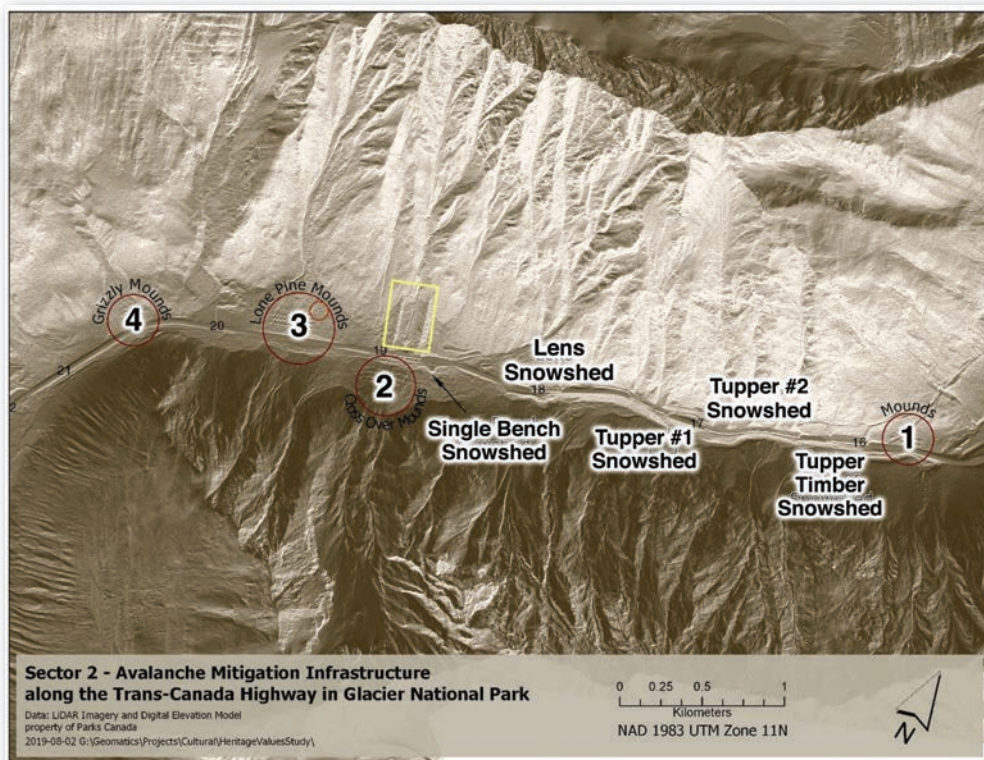 Grizzly Mounds
4
20
21
2
Lone Pine Mounds
3
19
2
Cross Over Mounds
Single Bench
Snowshed
Lens
Snowshed
18
Tupper #1
Snowshed
17
Tupper #2
Snowshed
16
Mounds
1
Tupper
Timber
Snowshed
Sector 2 - Avalanche Mitigation Infrastructure
along the Trans-Canada Highway in Glacier National Park
Data: LiDAR Imagery and Digital Elevation Model
property of Parks Canada
2019-08-02 G:\Geomatics\Projects\Cultural\HeritageValuesStudy\
0 0.25 0.5 1
Kilometers
NAD 1983 UTM Zone 11N
N